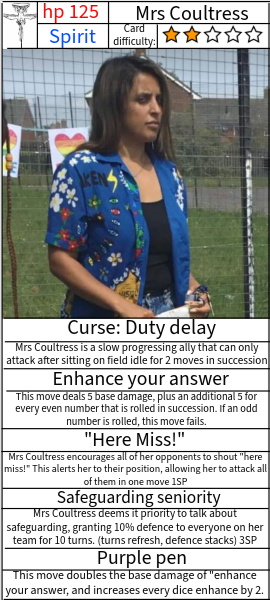 hp 125
Mrs Coultress
Spirit
Card
difficulty:
KEN
Curse: Duty delay
Mrs Coultress is a slow progressing ally that can only
attack after sitting on field idle for 2 moves in succession
Enhance your answer
This move deals 5 base damage, plus an additional 5 for
every even number that is rolled in succession. If an odd
number is rolled, this move fails.
"Here Miss!"
Mrs Coultress encourages all of her opponents to shout "here
miss!" This alerts her to their position, allowing her to attack all
of them in one move 1SP
Safeguarding seniority
Mrs Coultress deems it priority to talk about
safeguarding, granting 10% defence to everyone on her
team for 10 turns. (turns refresh, defence stacks) 3SP
Purple pen
This move doubles the base damage of "enhance
your answer, and increases every dice enhance by 2.